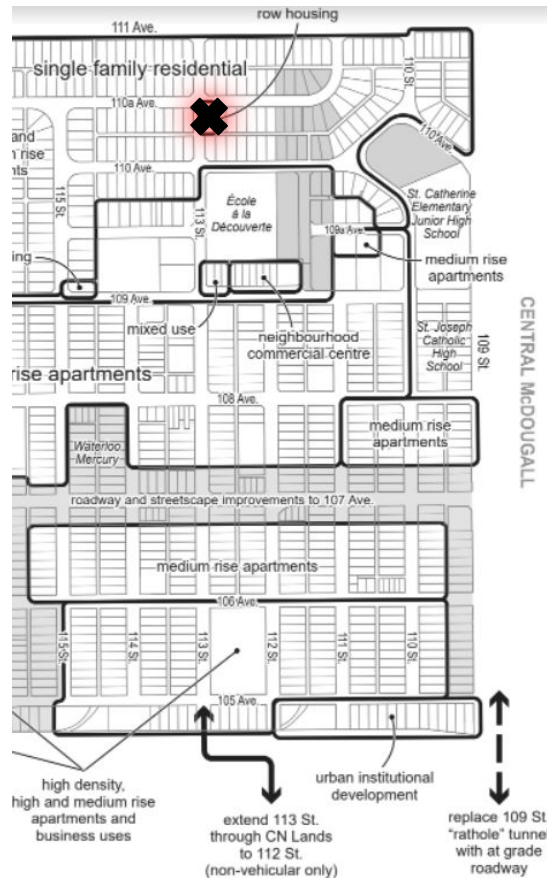 row housing
111 Ave.
single family residential
110 St.
110a Ave.
110 Ave.
and
rise
115 St.
110 Ave.
École
à la
Découverte
113 St.
St. Catherine
Elementary
Junior High
School
109a Ave.
medium rise
apartments
109 Ave.
mixed use
neighbourhood
commercial centre
St. Joseph
Catholic
High
School
109 St.
CENTRAL McDOUGALL
rise apartments
108 Ave.
medium rise
apartments
Waterloo
Mercury
roadway and streetscape improvements to 107 Ave.
medium rise apartments
106 Ave.
115 St.
114 St.
113 St.
112 St.
111 St.
110 St.
105 Ave.
high density,
high and medium rise
apartments and
business uses
extend 113 St.
through CN Lands
to 112 St.
(non-vehicular only)
urban institutional
development
replace 109 St.
"rathole" tunnel
with at grade
roadway